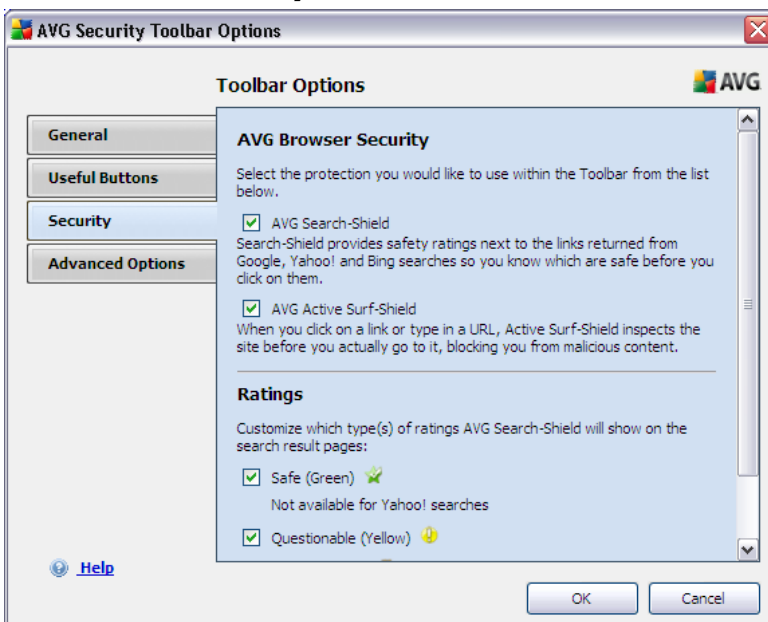 AVG Security Toolbar Options
Toolbar Options
AVG
General
Useful Buttons
Security
Advanced Options
Help
AVG Browser Security
Select the protection you would like to use within the Toolbar from the list
below.
AVG Search-Shield
Search-Shield provides safety ratings next to the links returned from
Google, Yahoo! and Bing searches so you know which are safe before you
click on them.
AVG Active Surf-Shield
When you click on a link or type in a URL, Active Surf-Shield inspects the
site before you actually go to it, blocking you from malicious content.
Ratings
Customize which type(s) of ratings AVG Search-Shield will show on the
search result pages:
Safe (Green)
Not available for Yahoo! searches
Questionable (Yellow)
OK
Cancel